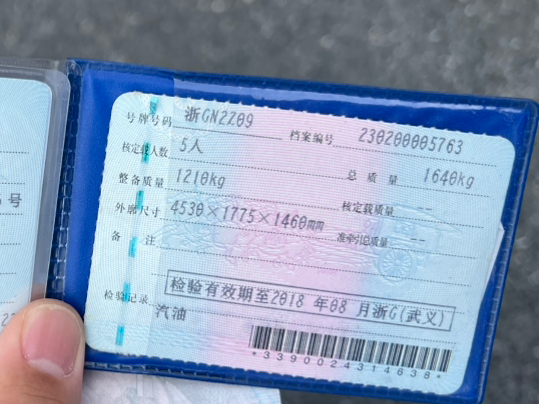 号牌号码 浙GN2Z09 档案编号 230200005763
核定载人数 5人 总质量 1640kg
整备质量 1210kg 核定载质量 --
外廓尺寸 4530×1775×1460mm 准牵引总质量 --
备注
检验有效期至2018 年08 月浙G(武义)
检验记录 汽油
*3390024314638*
号